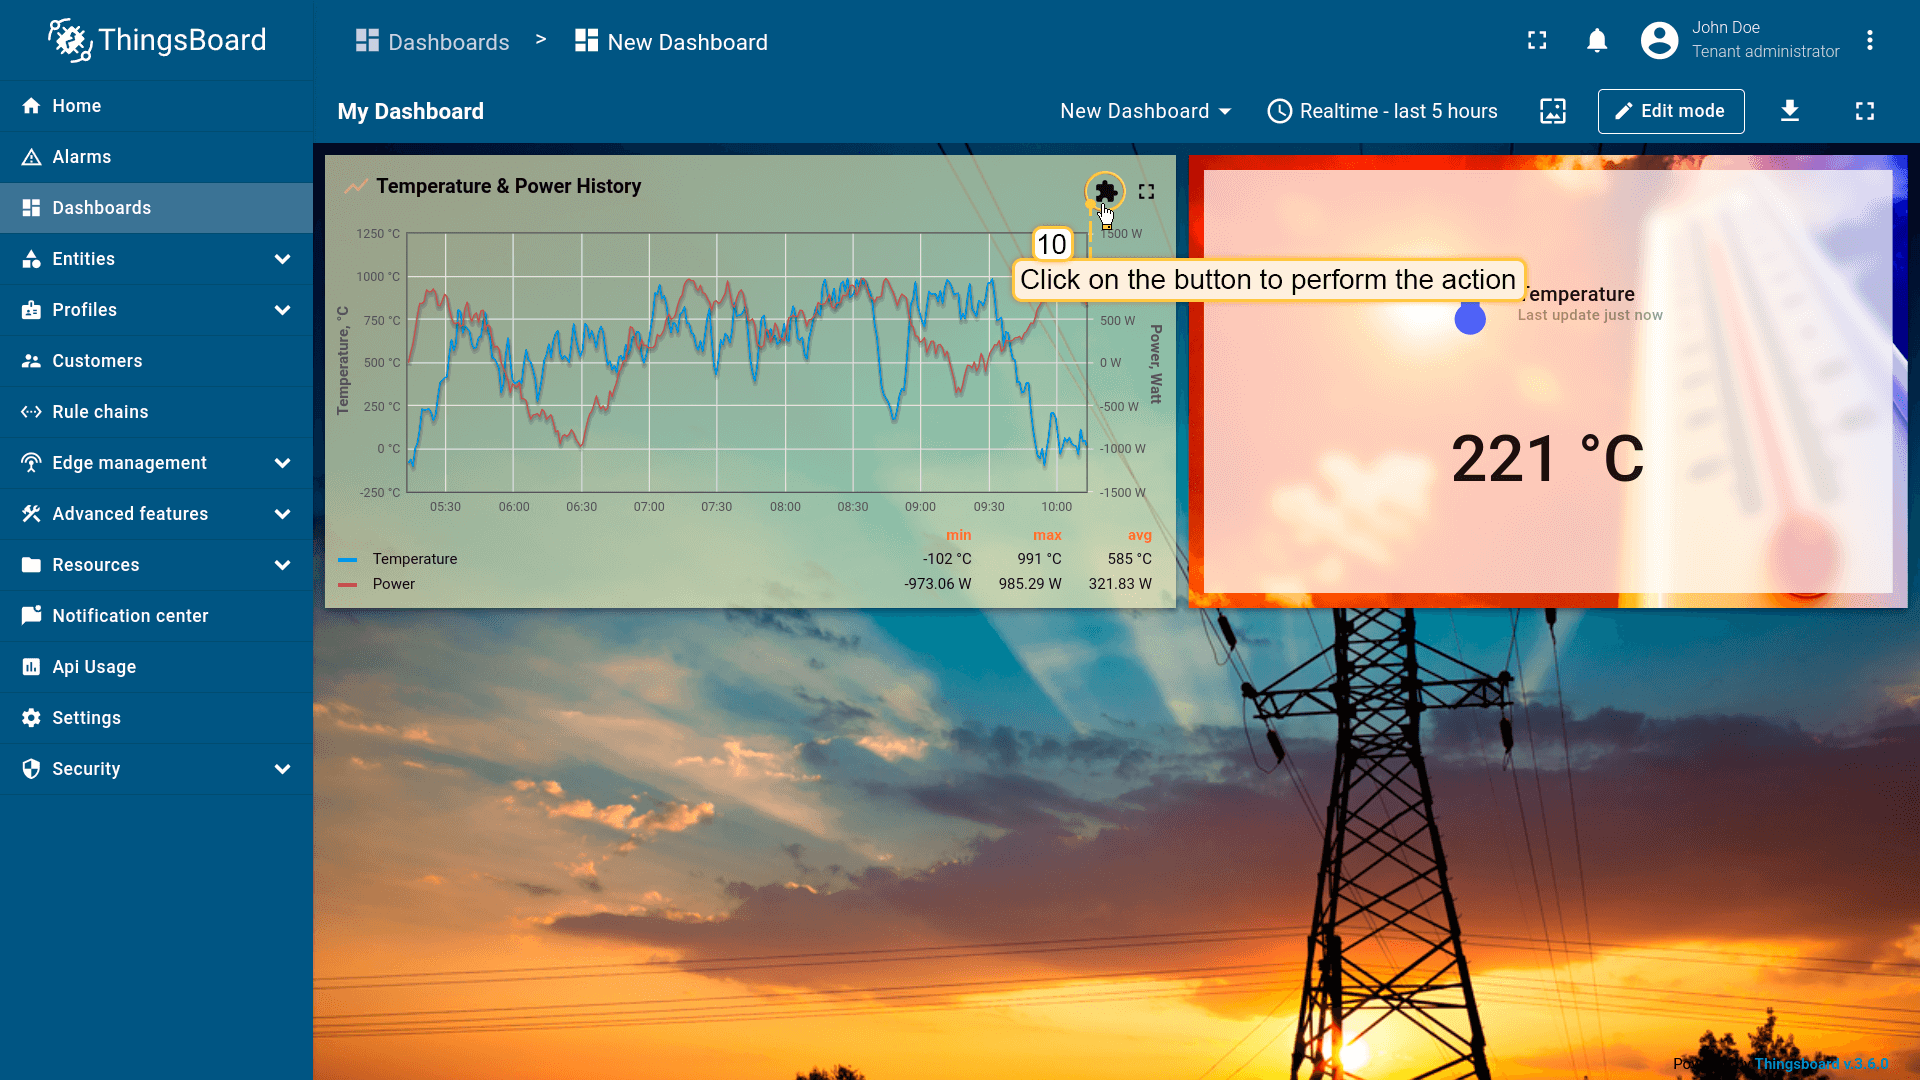 ThingsBoard
Home
Alarms
Dashboards
Entities
Profiles
Customers
Rule chains
Edge management
Advanced features
Resources
Notification center
Api Usage
Settings
Security
Dashboards > New Dashboard
John Doe
Tenant administrator
My Dashboard
New Dashboard
Realtime - last 5 hours
Edit mode
Temperature & Power History
10
Click on the button to perform the action
1250 °C
1000 °C
750 °C
500 °C
250 °C
0 °C
-250 °C
Temperature, °C
1500 W
500 W
0 W
-500 W
-1000 W
-1500 W
Power, Watt
05:30 06:00 06:30 07:00 07:30 08:00 08:30 09:00 09:30 10:00
min max avg
Temperature -102 °C 991 °C 585 °C
Power -973.06 W 985.29 W 321.83 W
Temperature
Last update just now
221 °C
Thingsboard v.3.6.0